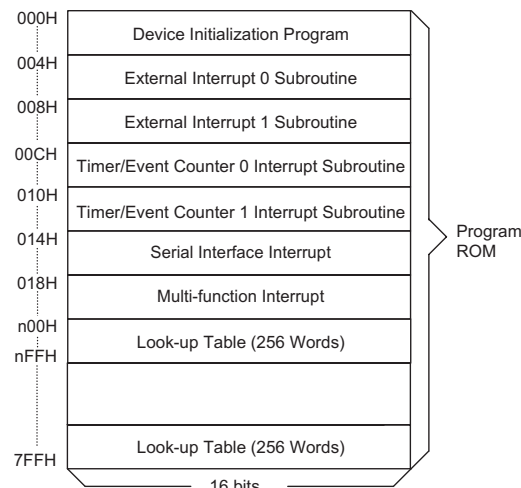 000H
Device Initialization Program
004H
External Interrupt 0 Subroutine
008H
External Interrupt 1 Subroutine
00CH
Timer/Event Counter 0 Interrupt Subroutine
010H
Timer/Event Counter 1 Interrupt Subroutine
014H
Serial Interface Interrupt
018H
Multi-function Interrupt
n00H
Look-up Table (256 Words)
nFFH
Look-up Table (256 Words)
7FFH
16 bits
Program
ROM